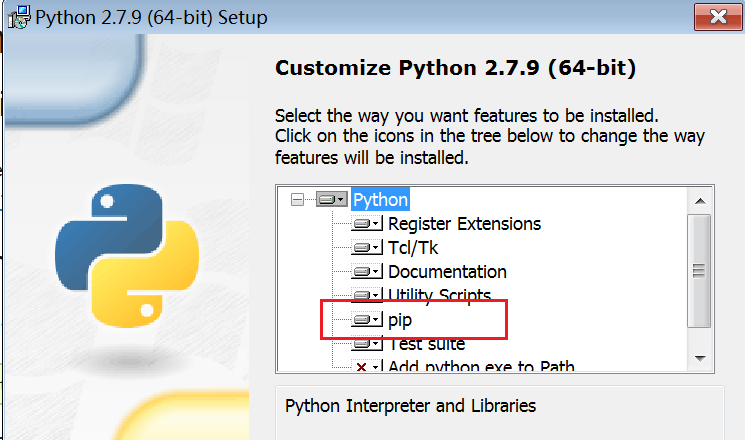 Python 2.7.9 (64-bit) Setup
Customize Python 2.7.9 (64-bit)
Select the way you want features to be installed.
Click on the icons in the tree below to change the way
features will be installed.
Python
Register Extensions
Tcl/Tk
Documentation
Utility Scripts
pip
Test suite
Add python.exe to Path
Python Interpreter and Libraries